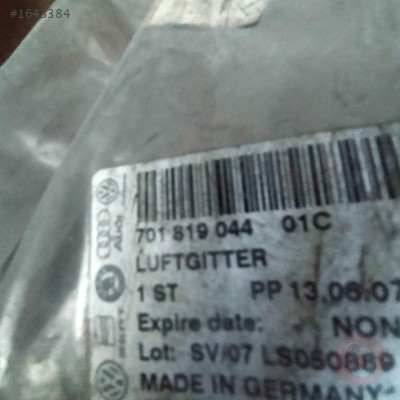 #1643384
701 819 044 01C
LUFTGITTER
1 ST PP 13.06.07
Expire date: NON
Lot: SV/07 LS050889
MADE IN GERMANY
Audi
SEAT